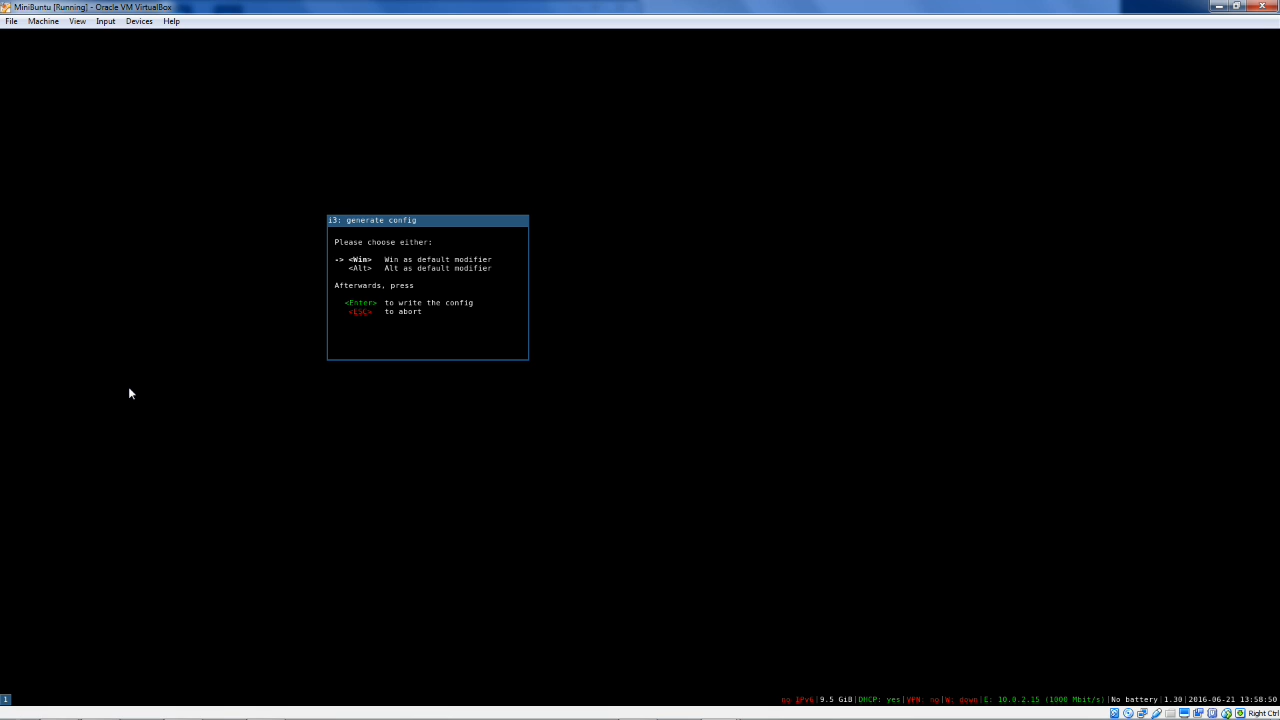 MiniBuntu [Running] - Oracle VM VirtualBox
File Machine View Input Devices Help
i3: generate config
Please choose either:
-> <Win> Win as default modifier
<Alt> Alt as default modifier
Afterwards, press
<Enter> to write the config
<ESC> to abort
1
no IPv6|9.5 GiB|DHCP: yes|VPN: no|W: down|E: 10.0.2.15 (1000 Mbit/s)|No battery|1.30|2016-06-21 13:58:50
Right Ctrl